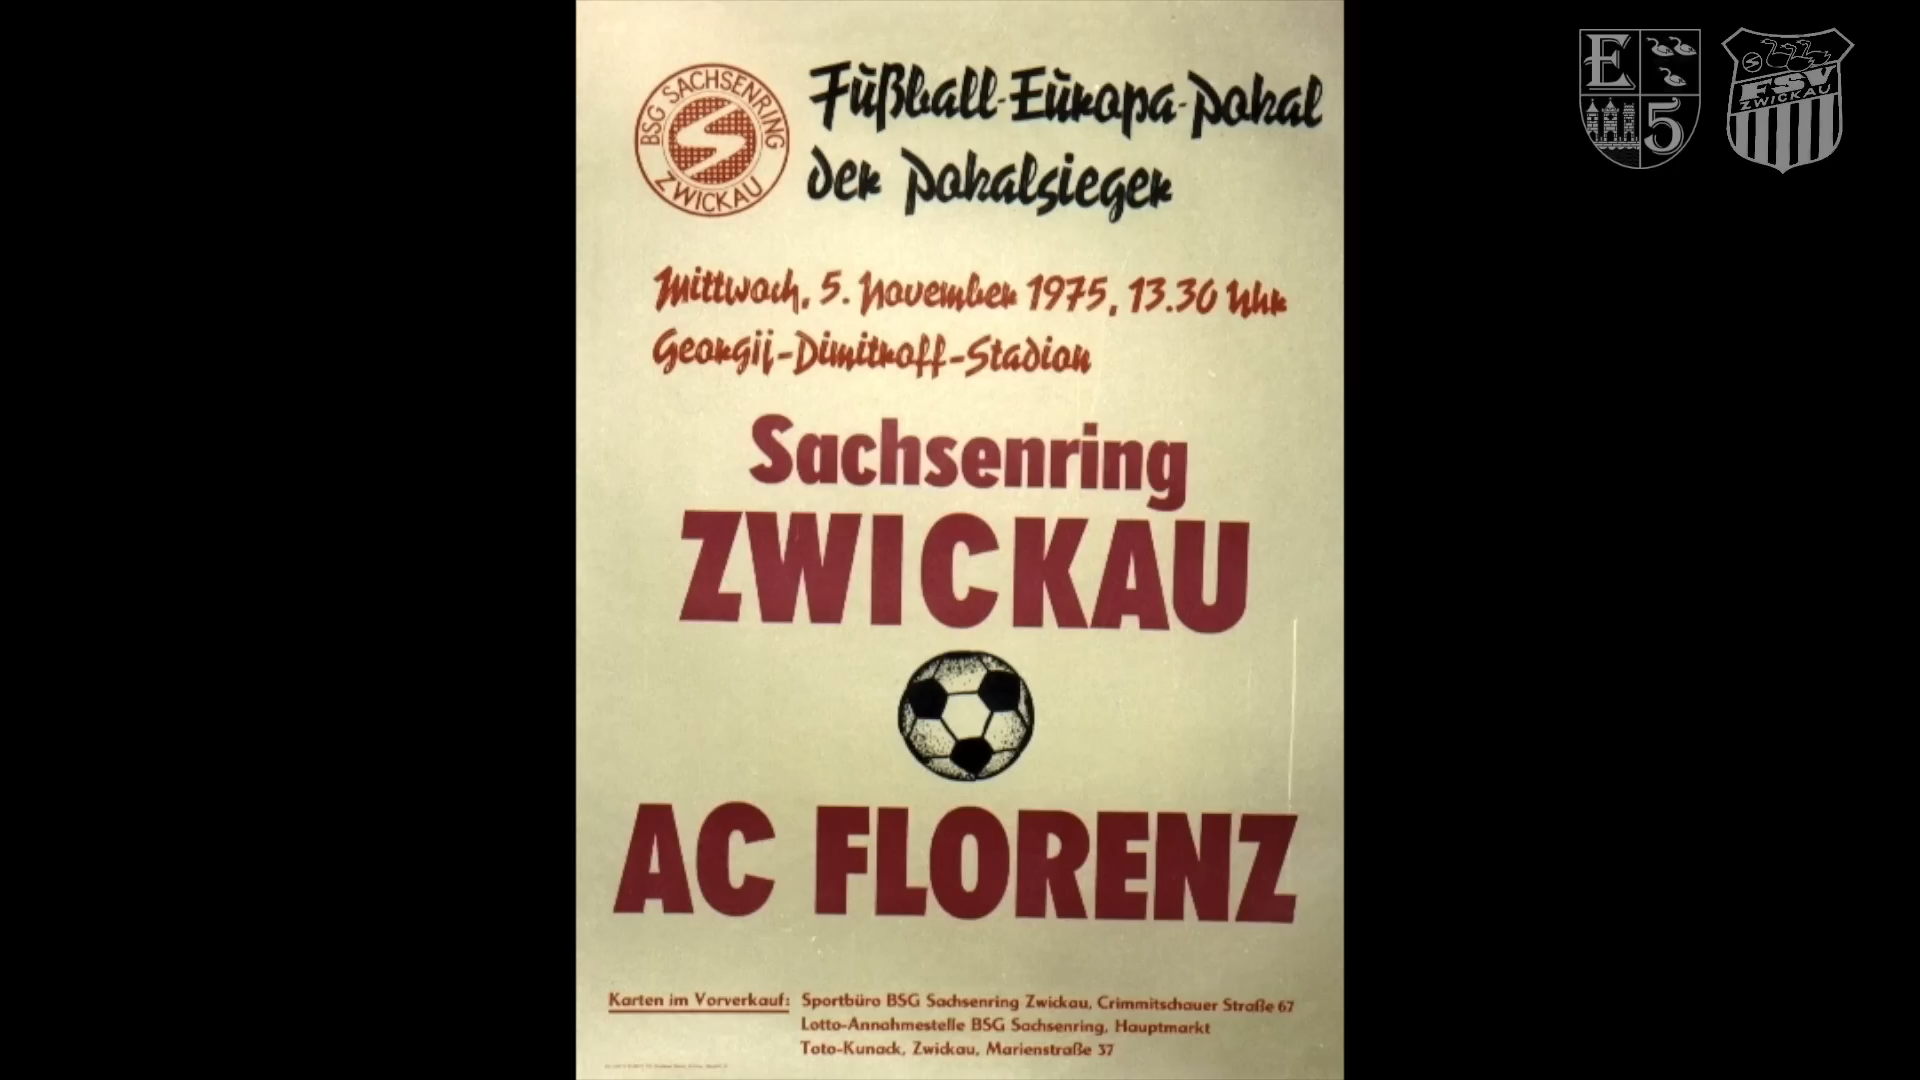 BSG SACHSENRING
ZWICKAU
Fußball-Europa-Pokal
der Pokalsieger
Mittwoch, 5. November 1975, 13.30 Uhr
Georgij-Dimitroff-Stadion
Sachsenring
ZWICKAU
AC FLORENZ
Karten im Vorverkauf: Sportbüro BSG Sachsenring Zwickau, Crimmitschauer Straße 67
Lotto-Annahmestelle BSG Sachsenring, Hauptmarkt
Toto-Kunack, Zwickau, Marienstraße 37
E
5
FSV
ZWICKAU